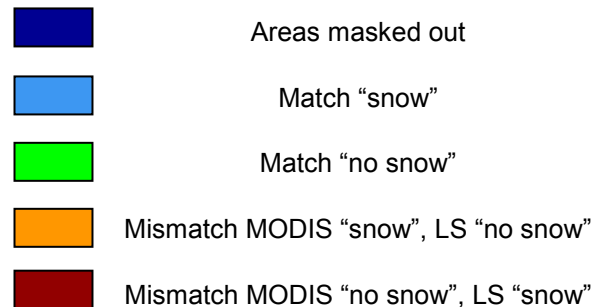 Areas masked out
Match “snow”
Match “no snow”
Mismatch MODIS “snow”, LS “no snow”
Mismatch MODIS “no snow”, LS “snow”